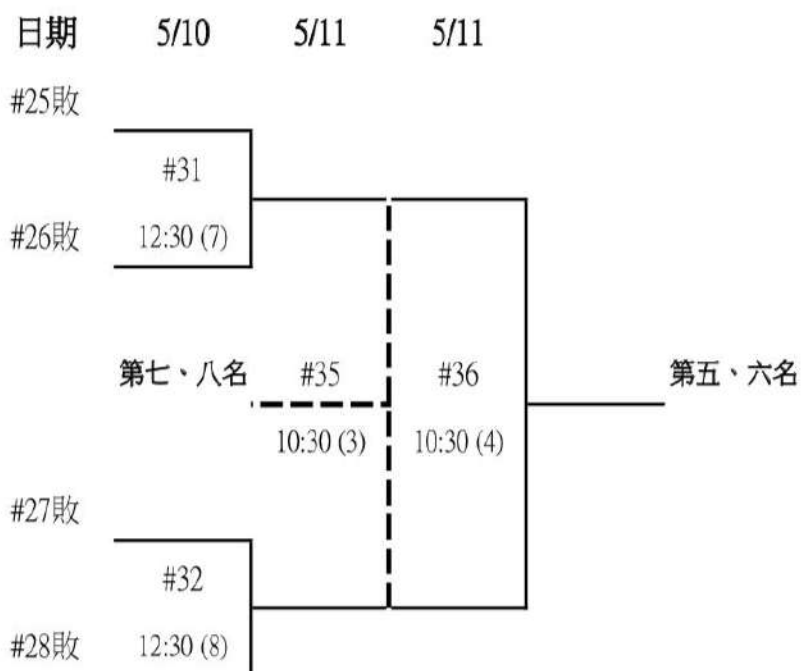 日期 5/10 5/11 5/11
#25敗
#31
#26敗 12:30 (7)
第七、八名 #35 #36 第五、六名
10:30 (3) 10:30 (4)
#27敗
#32
#28敗 12:30 (8)